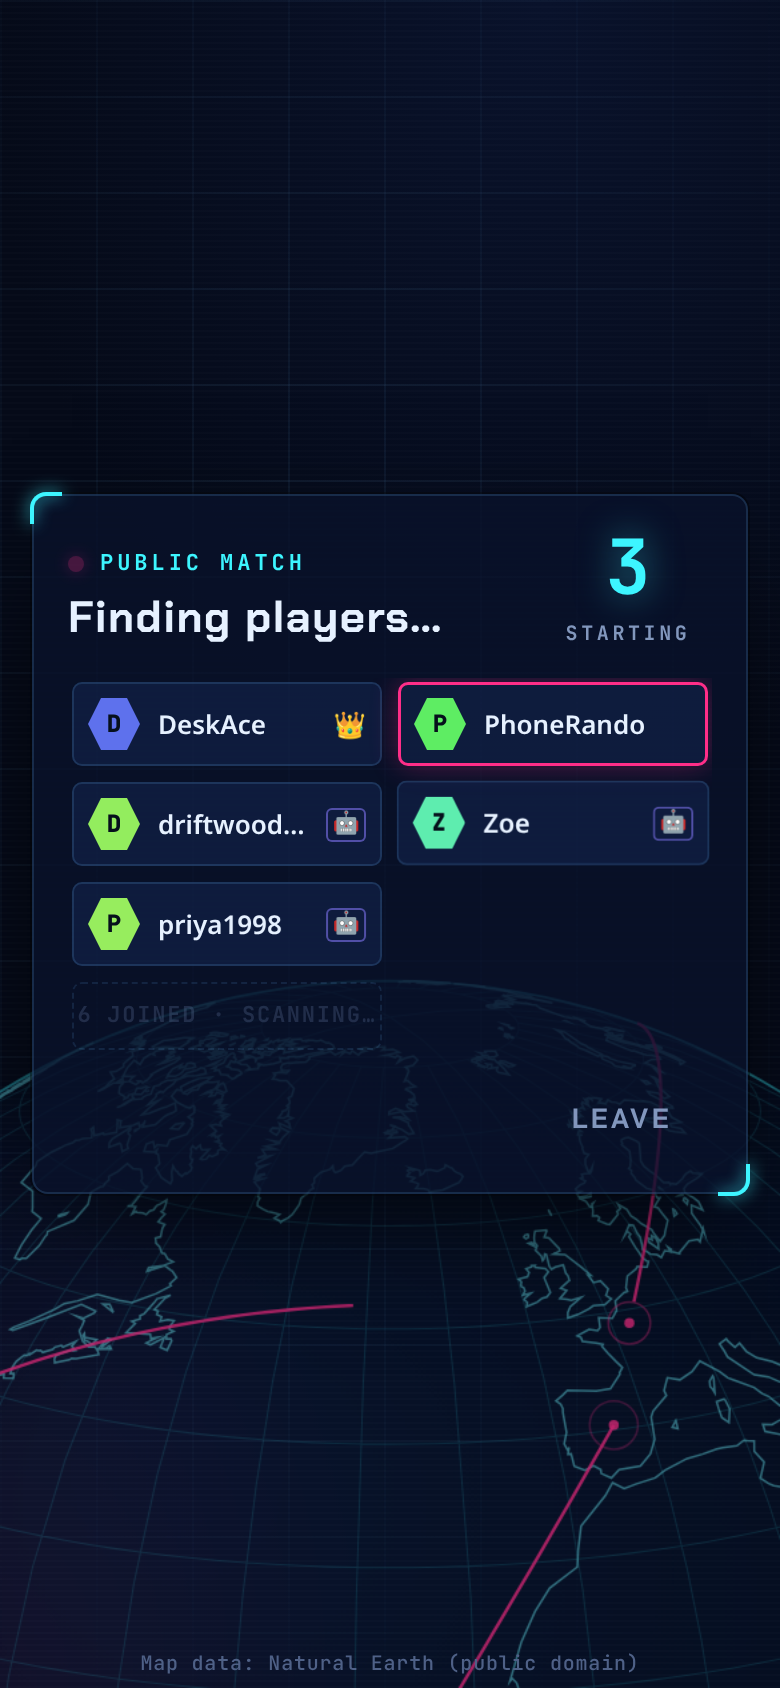 PUBLIC MATCH
Finding players…
3
STARTING
D DeskAce
P PhoneRando
D driftwood…
Z Zoe
P priya1998
6 JOINED · SCANNING…
LEAVE
Map data: Natural Earth (public domain)